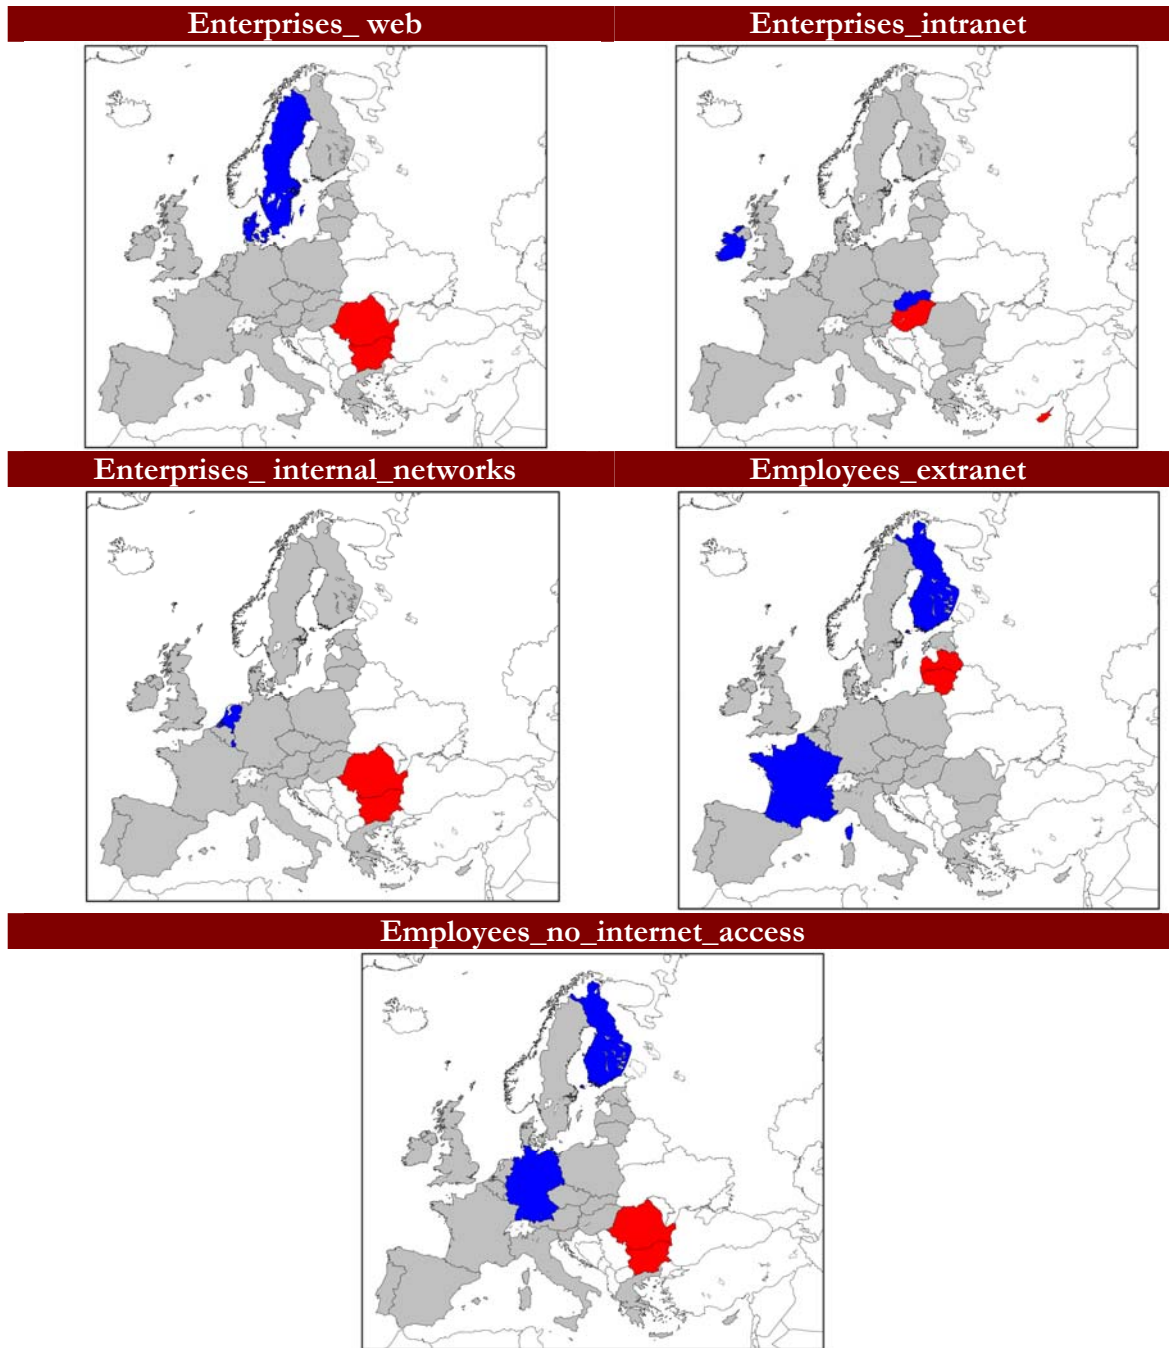 Enterprises_ web
Enterprises_intranet
Enterprises_ internal_networks
Employees_extranet
Employees_no_internet_access